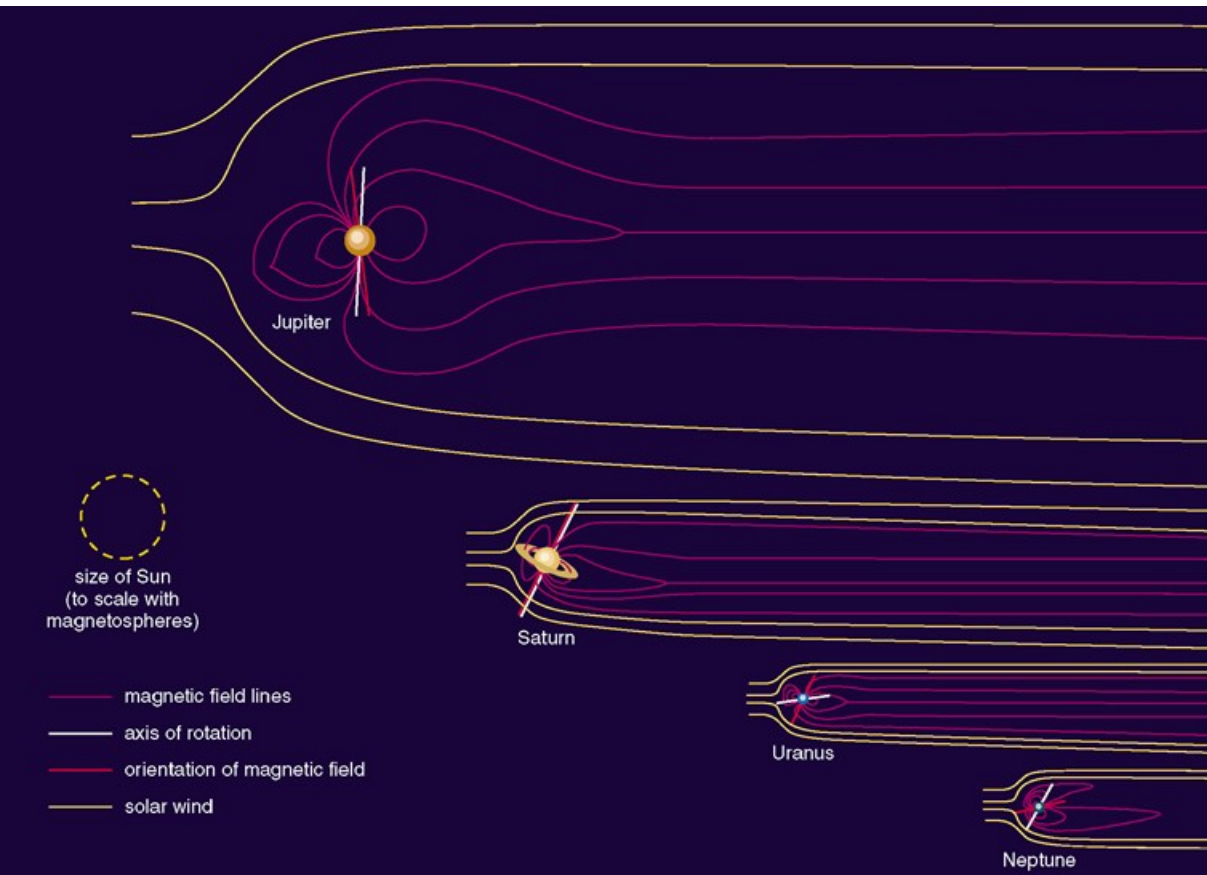 Jupiter
size of Sun
(to scale with
magnetospheres)
Saturn
magnetic field lines
axis of rotation
orientation of magnetic field
solar wind
Uranus
Neptune